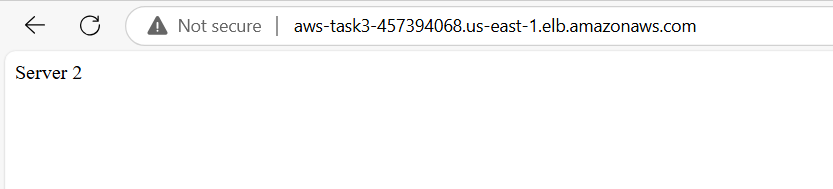 Not secure | aws-task3-457394068.us-east-1.elb.amazonaws.com
Server 2